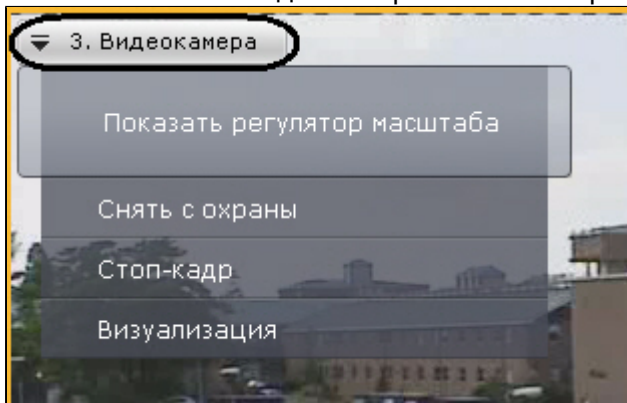 3. Видеокамера
Показать регулятор масштаба
Снять с охраны
Стоп-кадр
Визуализация